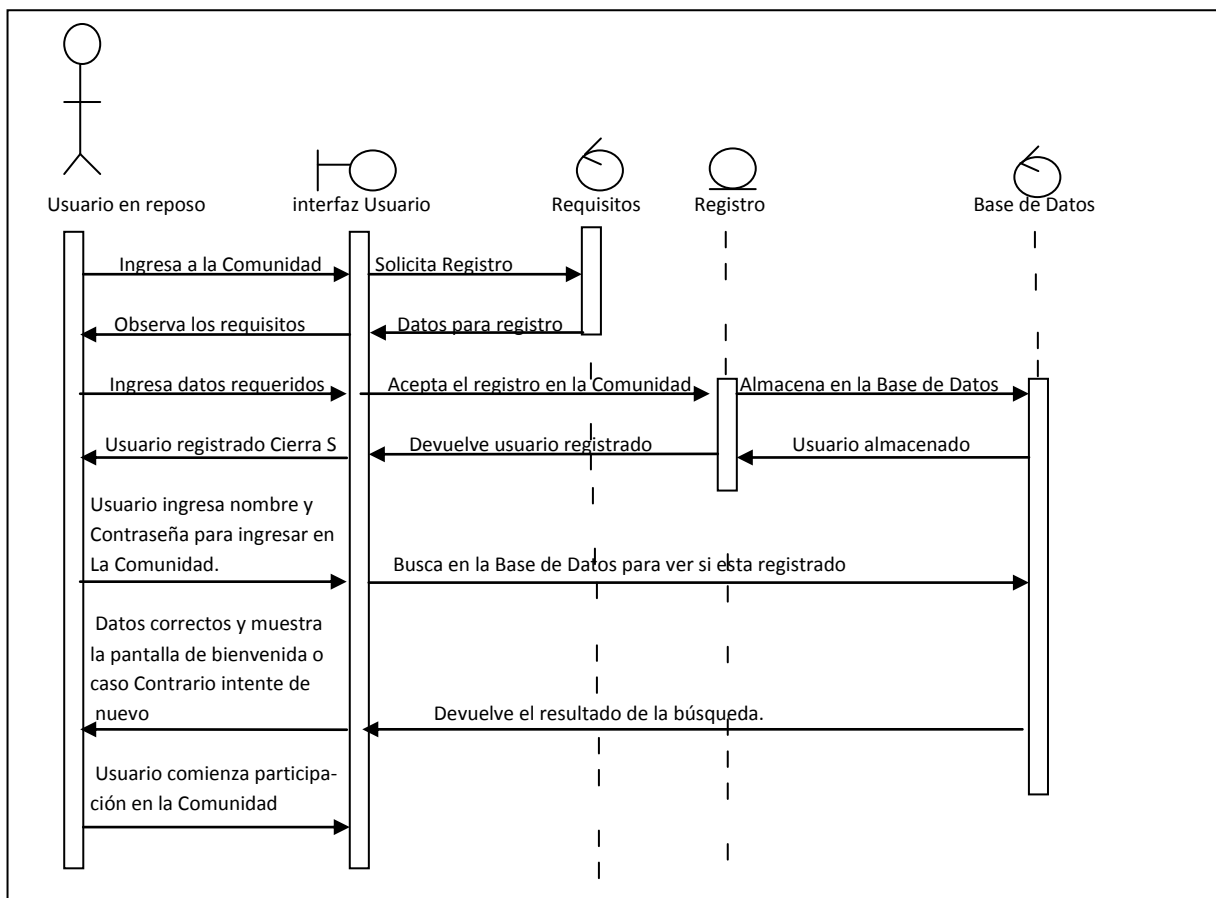 Usuario en reposo
interfaz Usuario
Requisitos
Registro
Base de Datos
Ingresa a la Comunidad
Solicita Registro
Observa los requisitos
Datos para registro
Ingresa datos requeridos
Acepta el registro en la Comunidad
Almacena en la Base de Datos
Usuario registrado Cierra S
Devuelve usuario registrado
Usuario almacenado
Usuario ingresa nombre y
Contraseña para ingresar en
La Comunidad.
Busca en la Base de Datos para ver si esta registrado
Datos correctos y muestra
la pantalla de bienvenida o
caso Contrario intente de
nuevo
Devuelve el resultado de la búsqueda.
Usuario comienza participa-
ción en la Comunidad